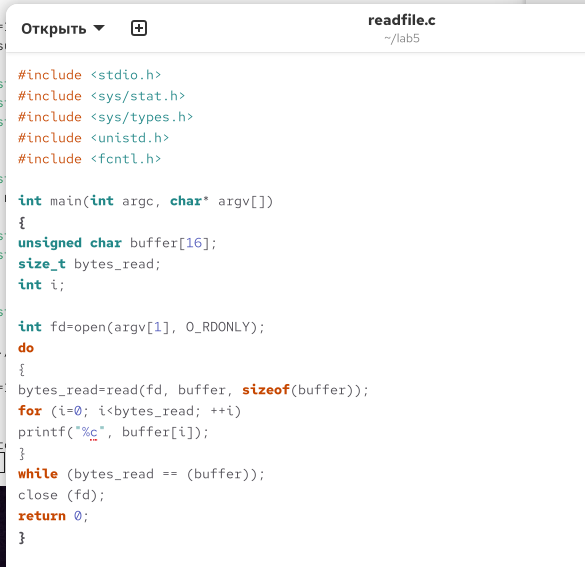 Открыть
readfile.c
~/lab5
#include <stdio.h>
#include <sys/stat.h>
#include <sys/types.h>
#include <unistd.h>
#include <fcntl.h>
int main(int argc, char* argv[])
{
unsigned char buffer[16];
size_t bytes_read;
int i;
int fd=open(argv[1], O_RDONLY);
do
{
bytes_read=read(fd, buffer, sizeof(buffer));
for (i=0; i<bytes_read; ++i)
printf("%c", buffer[i]);
}
while (bytes_read == (buffer));
close (fd);
return 0;
}